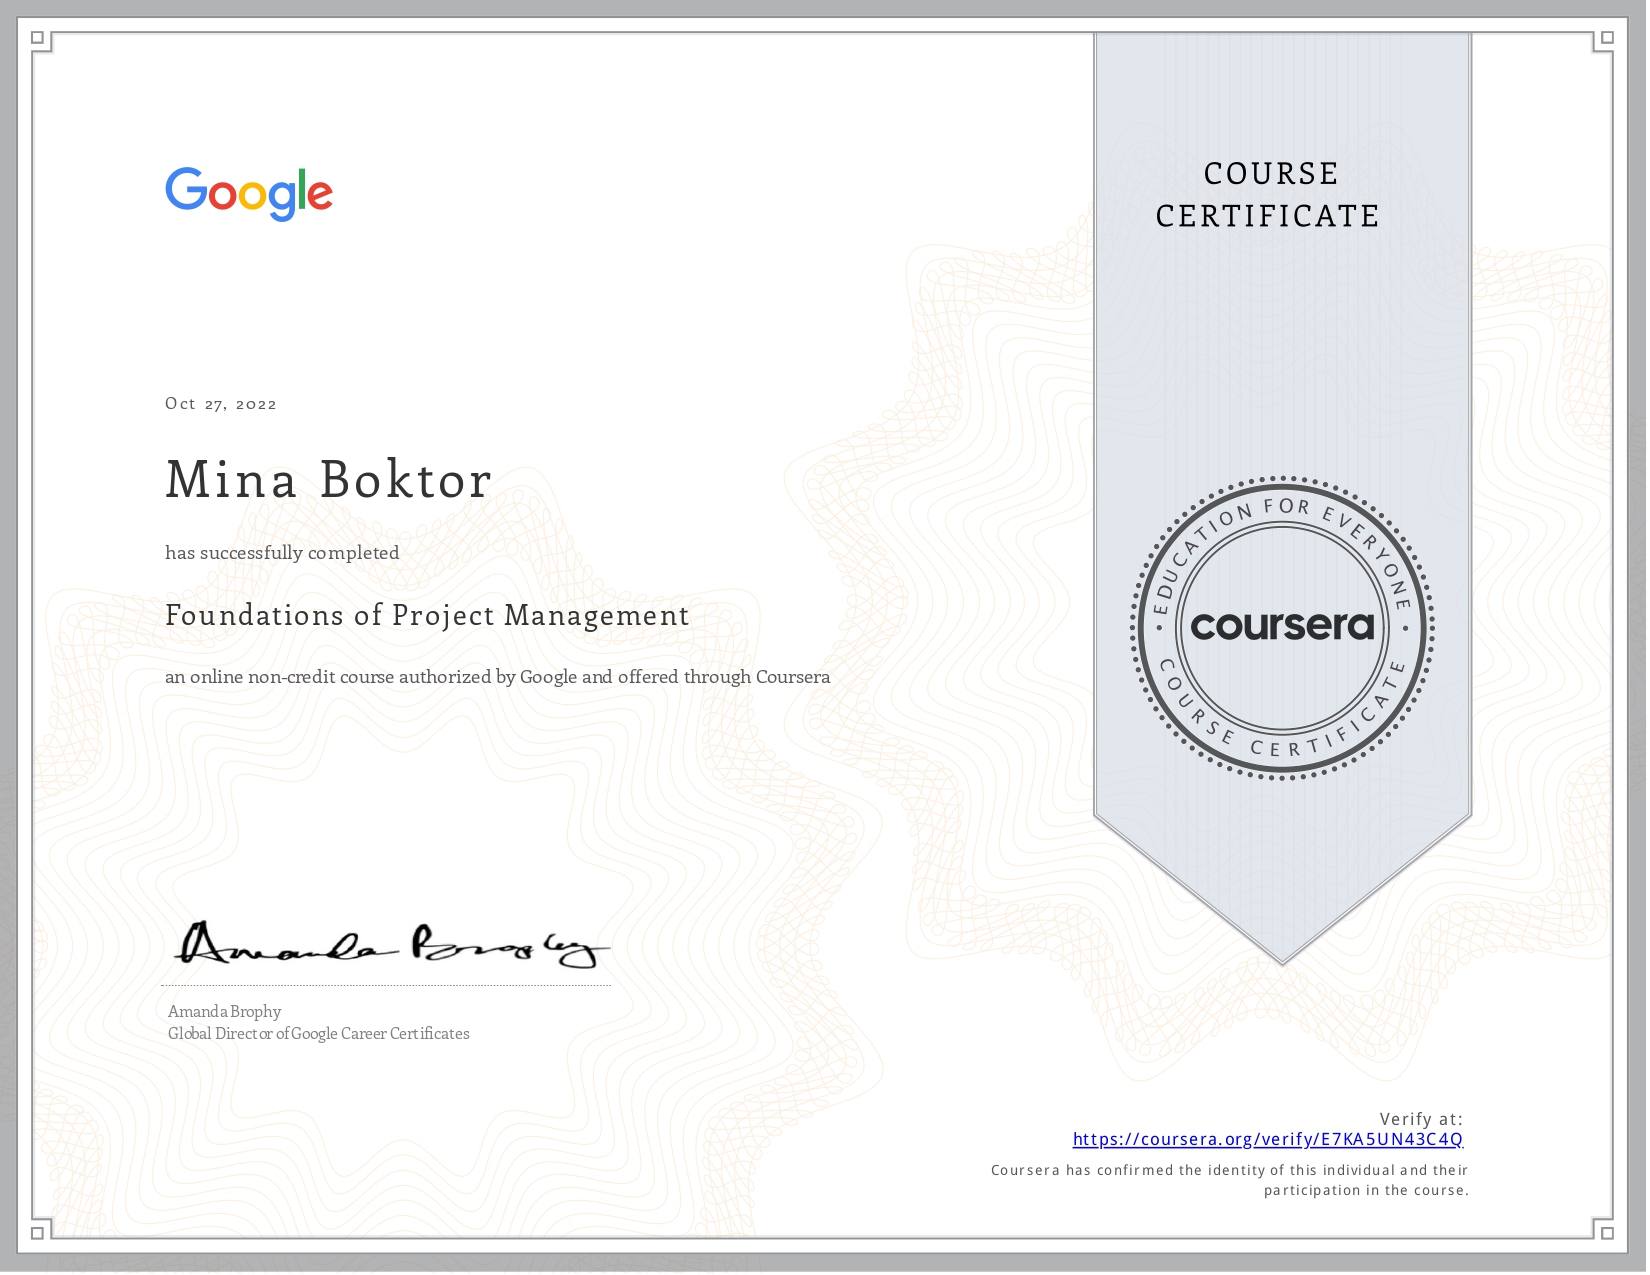 Google
COURSE
CERTIFICATE
Oct 27, 2022
Mina Boktor
has successfully completed
Foundations of Project Management
an online non-credit course authorized by Google and offered through Coursera
EDUCATION FOR EVERYONE
coursera
COURSE CERTIFICATE
Amanda Brophy
Amanda Brophy
Global Director of Google Career Certificates
Verify at:
https://coursera.org/verify/E7KA5UN43C4Q
Coursera has confirmed the identity of this individual and their
participation in the course.